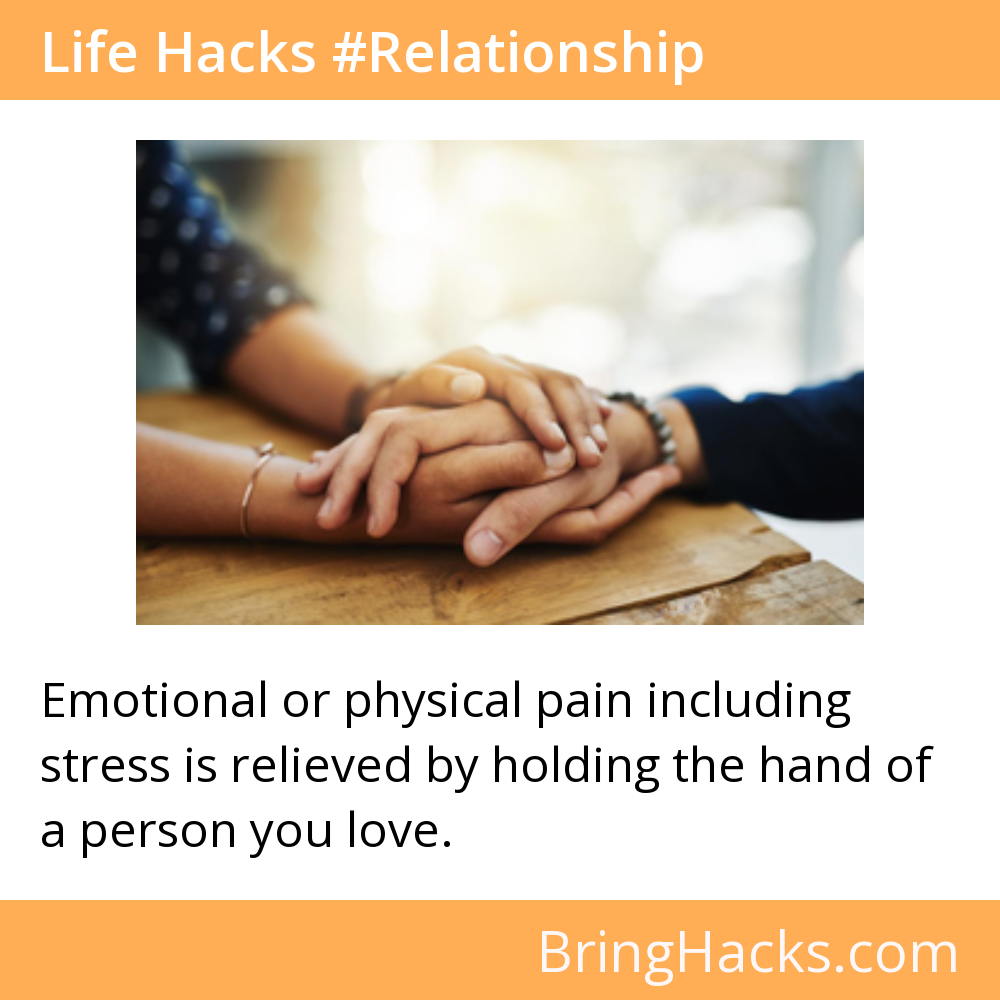 Life Hacks #Relationship
Emotional or physical pain including
stress is relieved by holding the hand of
a person you love.
BringHacks.com